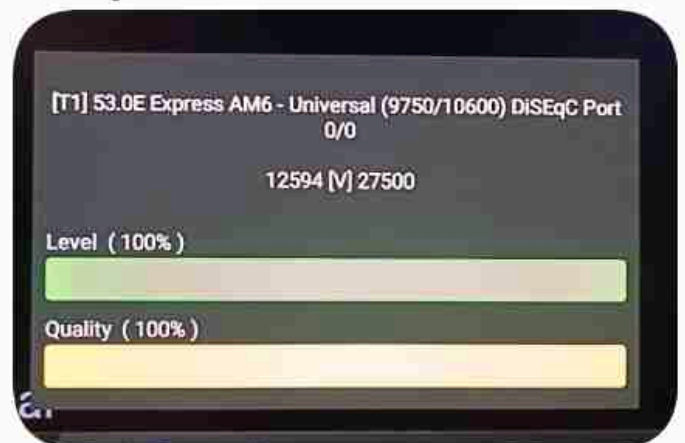 [T1] 53.0E Express AM6 - Universal (9750/10600) DiSEqC Port
0/0
12594 [V] 27500
Level ( 100% )
Quality ( 100% )